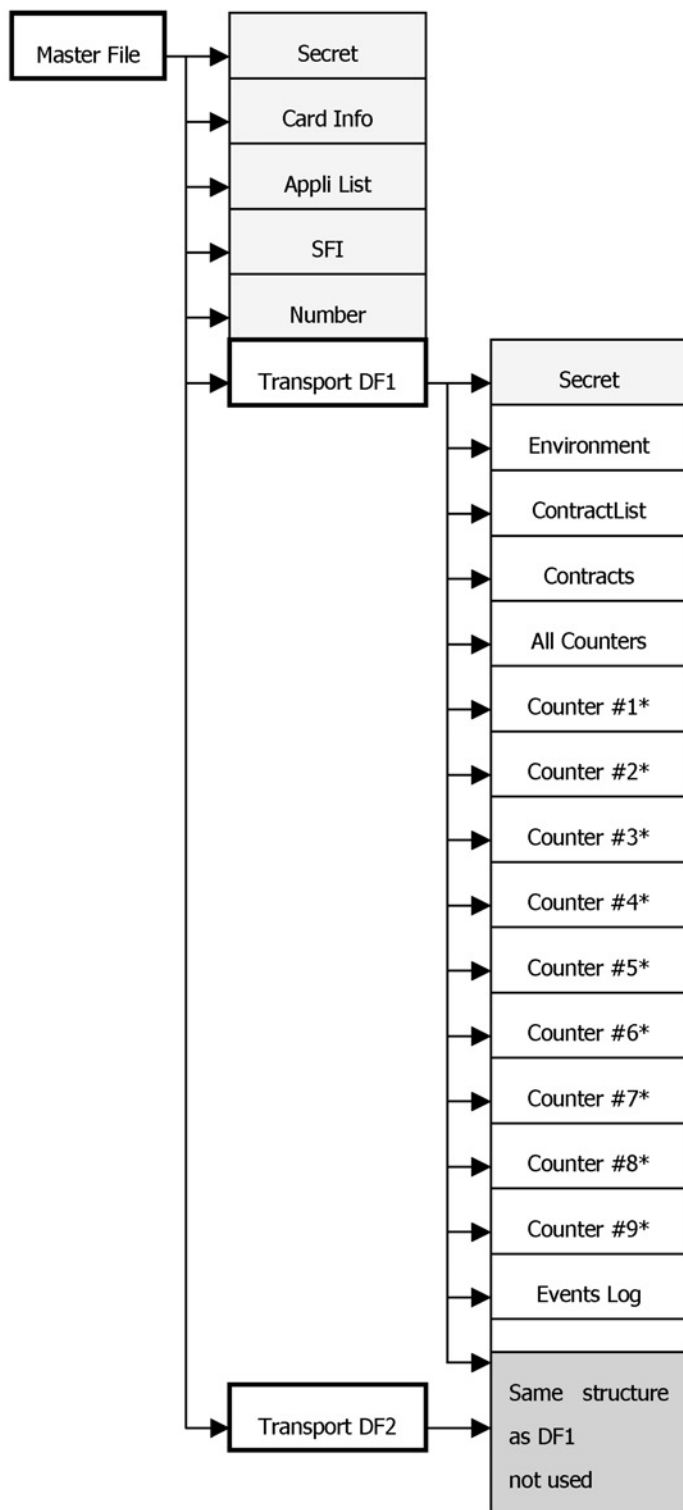 Master File
Secret
Card Info
Appli List
SFI
Number
Transport DF1
Secret
Environment
ContractList
Contracts
All Counters
Counter #1*
Counter #2*
Counter #3*
Counter #4*
Counter #5*
Counter #6*
Counter #7*
Counter #8*
Counter #9*
Events Log
Transport DF2
Same structure
as DF1
not used